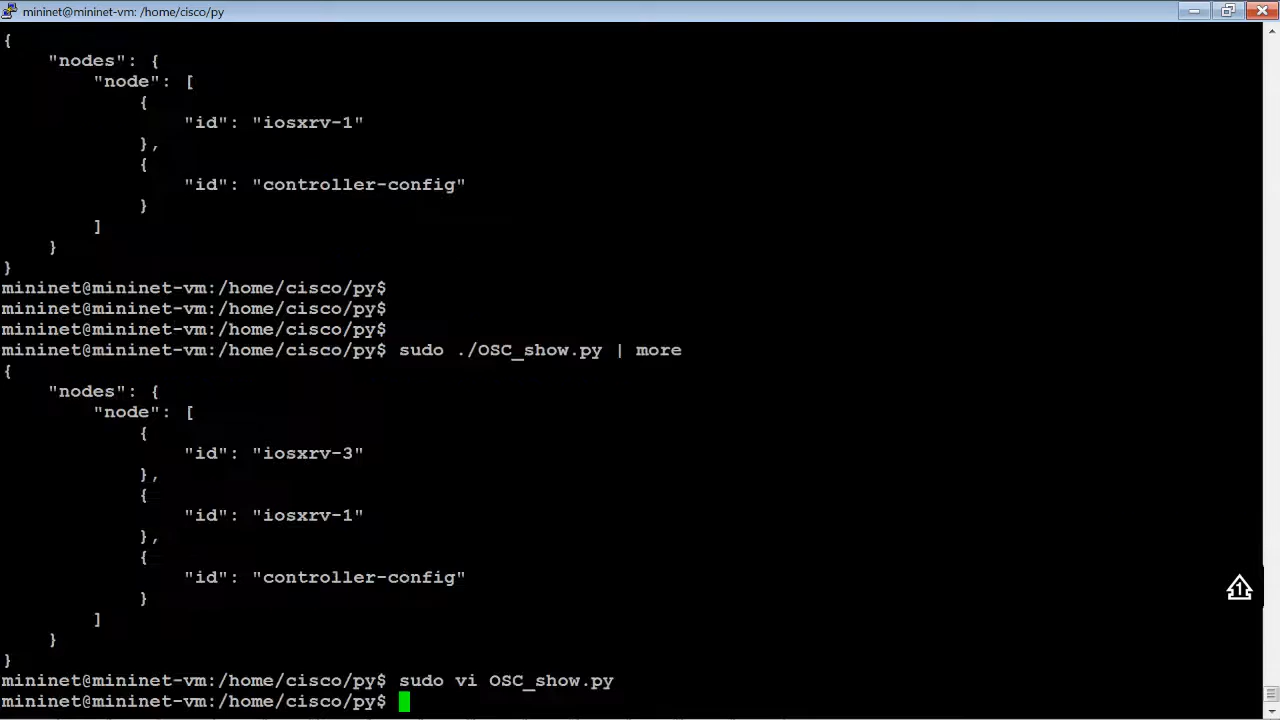 mininet@mininet-vm: /home/cisco/py
{
    "nodes": {
        "node": [
            {
                "id": "iosxrv-1"
            },
            {
                "id": "controller-config"
            }
        ]
    }
}
mininet@mininet-vm:/home/cisco/py$
mininet@mininet-vm:/home/cisco/py$
mininet@mininet-vm:/home/cisco/py$
mininet@mininet-vm:/home/cisco/py$ sudo ./OSC_show.py | more
{
    "nodes": {
        "node": [
            {
                "id": "iosxrv-3"
            },
            {
                "id": "iosxrv-1"
            },
            {
                "id": "controller-config"
            }
        ]
    }
}
mininet@mininet-vm:/home/cisco/py$ sudo vi OSC_show.py
mininet@mininet-vm:/home/cisco/py$
1